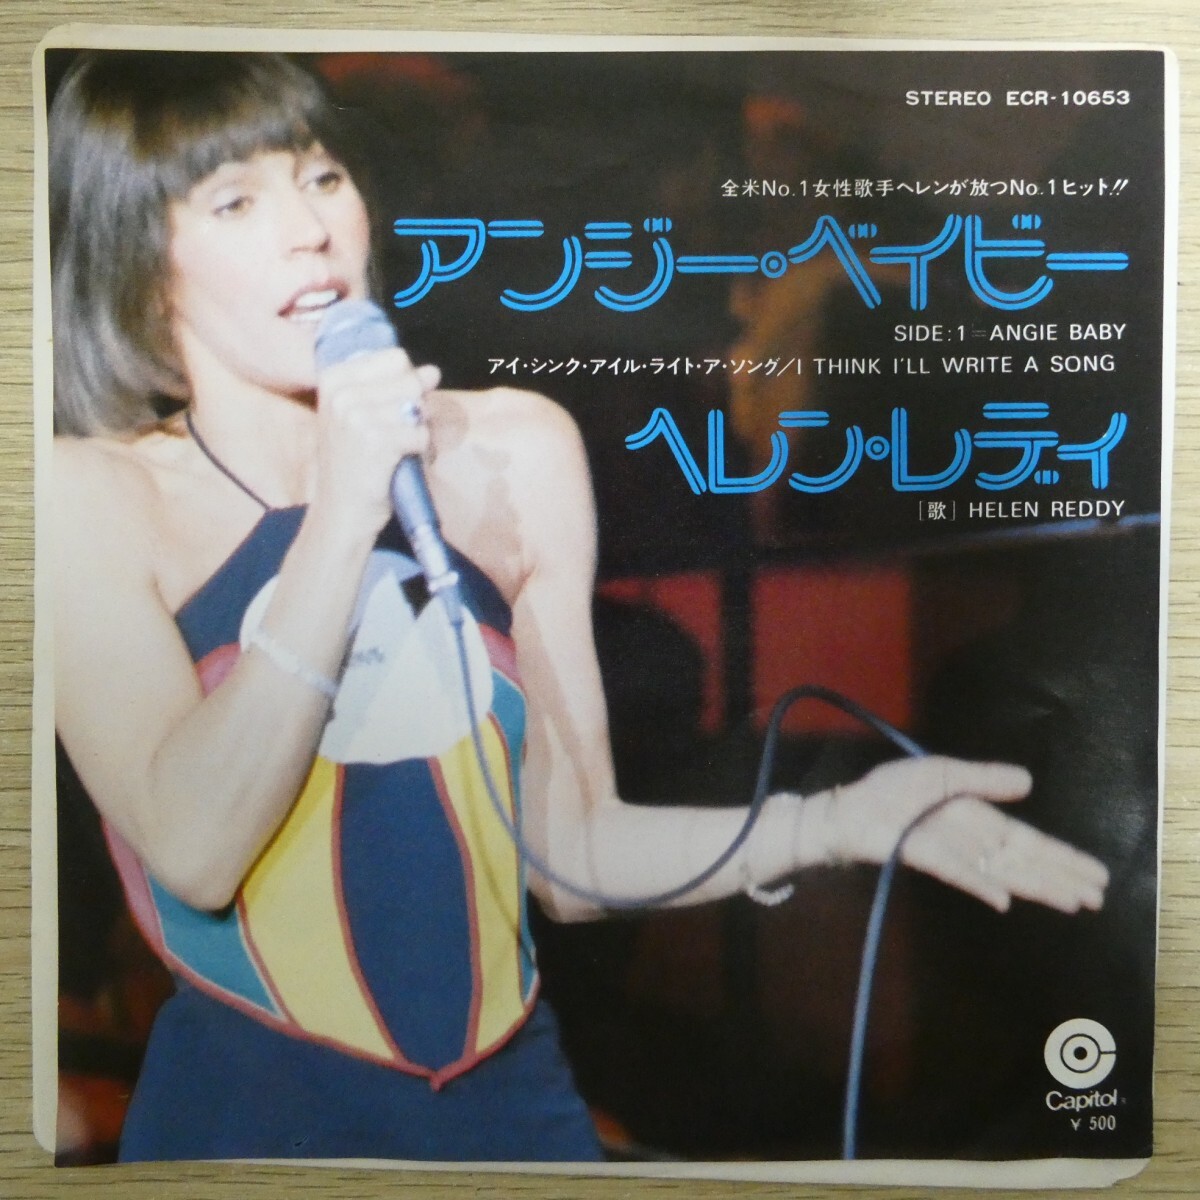 STEREO ECR-10653
全米No.1女性歌手ヘレンが放つNo.1ヒット!!
アンジー・ベイビー
SIDE:1=ANGIE BABY
アイ・シンク・アイル・ライト・ア・ソング/I THINK I'LL WRITE A SONG
ヘレン・レディ
[歌] HELEN REDDY
Capitol®
¥ 500